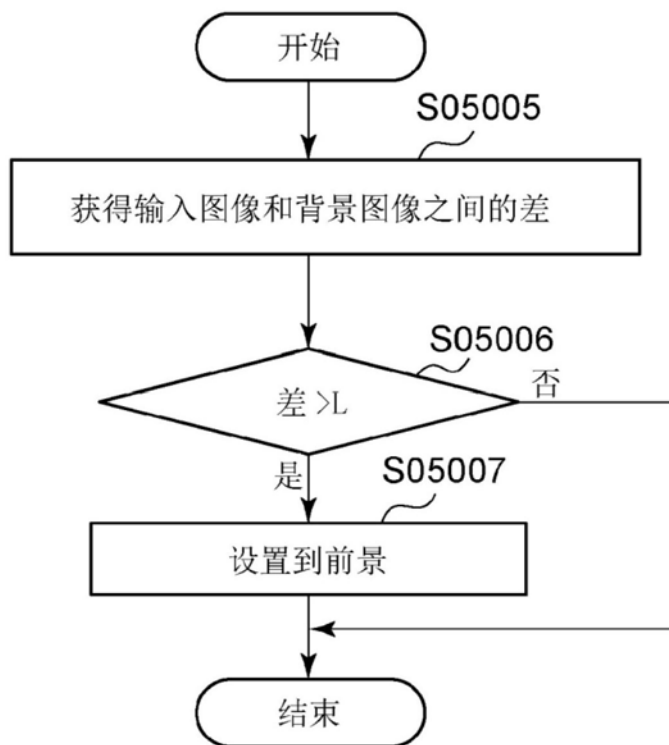 开始
S05005
获得输入图像和背景图像之间的差
S05006
差>L
否
是
S05007
设置到前景
结束